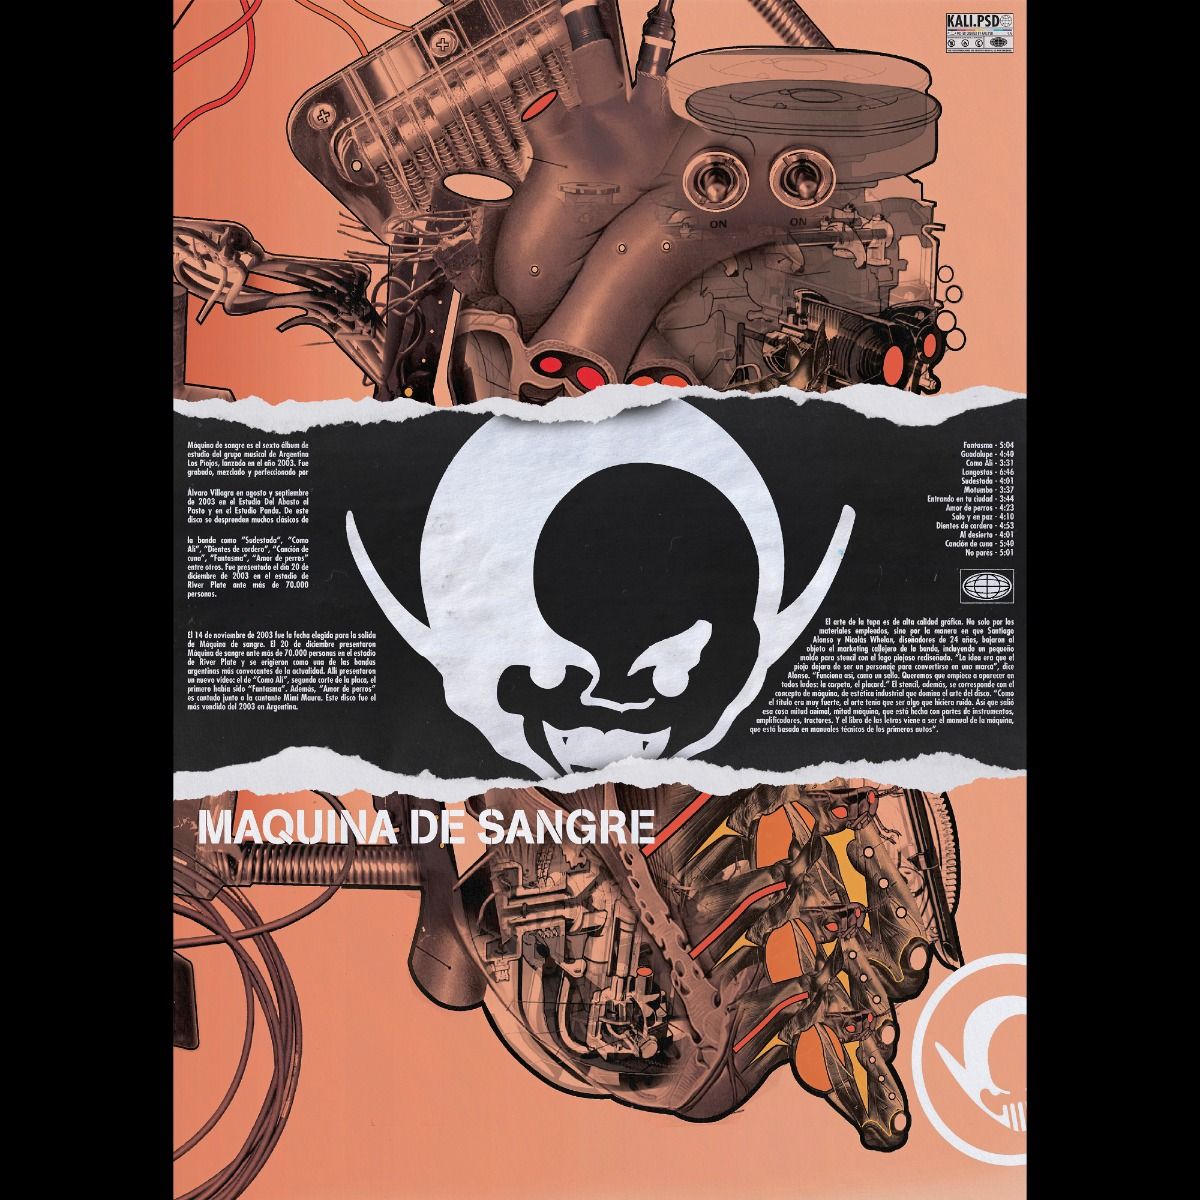 KALI.PSD
ON
ON
Máquina de sangre es el sexto álbum de
estudio del grupo musical de Argentina
Los Piojos, lanzado en el año 2003. Fue
grabado, mezclado y perfeccionado por
Álvaro Villagra en agosto y septiembre
de 2003 en el Estudio Del Abasto al
Pasto y en el Estudio Panda. De este
disco se desprenden muchos clásicos de
la banda como "Sudestada", "Como
Alí", "Dientes de cordero", "Canción de
cuna", "Fantasma", "Amor de perros"
entre otros. Fue presentado el día 20 de
diciembre de 2003 en el estadio de
River Plate ante más de 70.000
personas.
El 14 de noviembre de 2003 fue la fecha elegida para la salida
de Máquina de sangre. El 20 de diciembre presentaron
Máquina de sangre ante más de 70.000 personas en el estadio
de River Plate y se erigieron como una de las bandas
argentinas más convocantes de la actualidad. Allí presentaron
un nuevo video: el de "Como Alí", segundo corte de la placa, el
primero había sido "Fantasma". Además, "Amor de perros"
es cantado junto a la cantante Mimí Maura. Este disco fue el
más vendido del 2003 en Argentina.
Fantasma - 5:04
Guadalupe - 4:40
Como Alí - 3:31
Langostas - 6:46
Sudestada - 4:01
Motumbo - 3:37
Entrando en tu ciudad - 3:44
Amor de perros - 4:23
Solo y en paz - 4:10
Dientes de cordero - 4:53
Al desierto - 4:01
Canción de cuna - 5:40
No parés - 5:01
El arte de la tapa es de alta calidad gráfica. No solo por los
materiales empleados, sino por la manera en que Santiago
Alonso y Nicolás Whelan, diseñadores de 24 años, bajaron al
objeto el marketing callejero de la banda, incluyendo un pequeño
molde para stencil con el logo piojoso rediseñado. "La idea era que el
piojo dejara de ser un personaje para convertirse en una marca", dice
Alonso. "Funciona así, como un sello. Queremos que empiece a aparecer en
todos lados: la carpeta, el placard." El stencil, además, se corresponde con el
concepto de máquina, de estética industrial que domina el arte del disco. "Como
el título era muy fuerte, el arte tenía que ser algo que hiciera ruido. Así que salió
esa cosa mitad animal, mitad máquina, que está hecha con partes de instrumentos,
amplificadores, tractores. Y el libro de las letras viene a ser el manual de la máquina,
que está basada en manuales técnicos de los primeros autos".
MAQUINA DE SANGRE